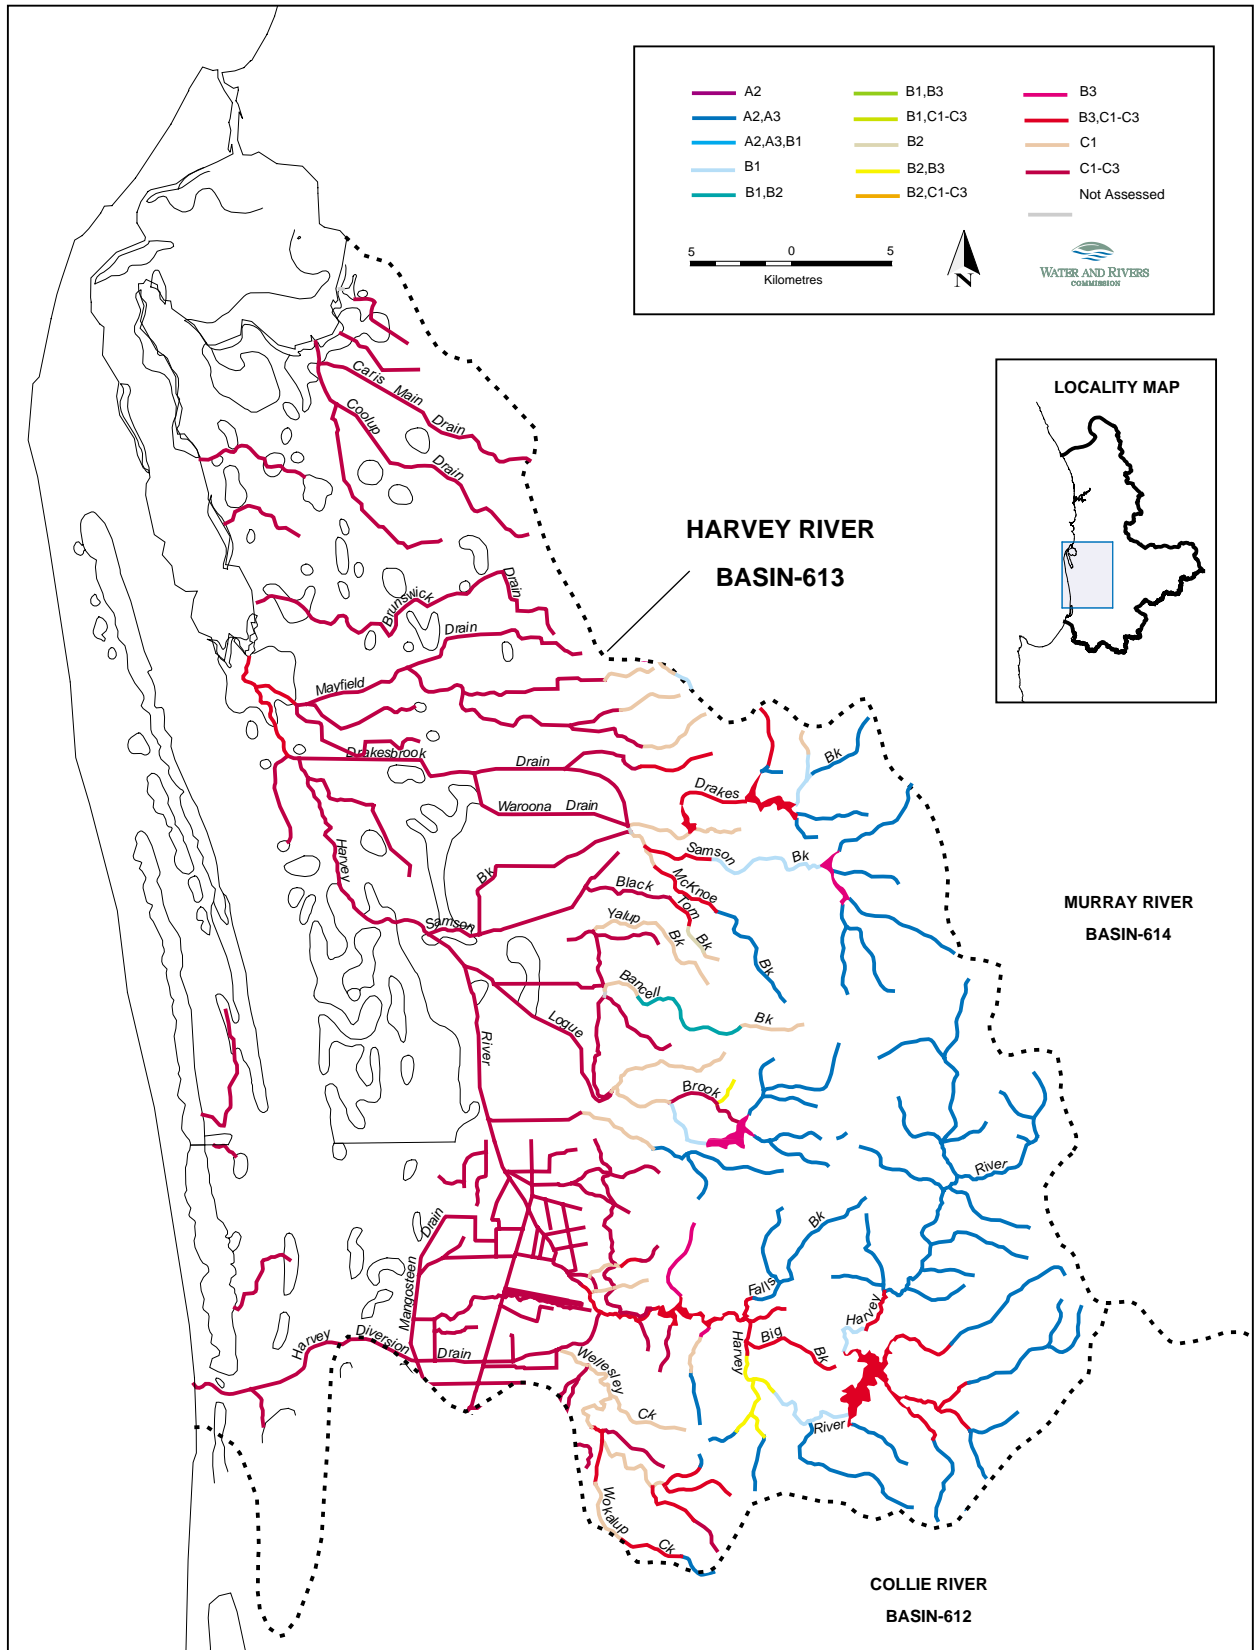 A2
A2,A3
A2,A3,B1
B1
B1,B2
B1,B3
B1,C1-C3
B2
B2,B3
B2,C1-C3
B3
B3,C1-C3
C1
C1-C3
Not Assessed
5 0 5
Kilometres
N
WATER AND RIVERS
COMMISSION
LOCALITY MAP
HARVEY RIVER
BASIN-613
MURRAY RIVER
BASIN-614
COLLIE RIVER
BASIN-612
Caris Main Drain
Coolup Drain
Brunswick Drain
Mayfield Drain
Drakesbrook Drain
Waroona Drain
Drakes Bk
Samson Bk
McKnoe Bk
Black Tom Bk
Yalup Bk
Harvey River
Samson Bk
Bancell Bk
Logue Brook
River
Falls Bk
Harvey
Big Bk
Harvey River
Mangosteen Drain
Harvey Diversion Drain
Wellesley Ck
Wokalup Ck